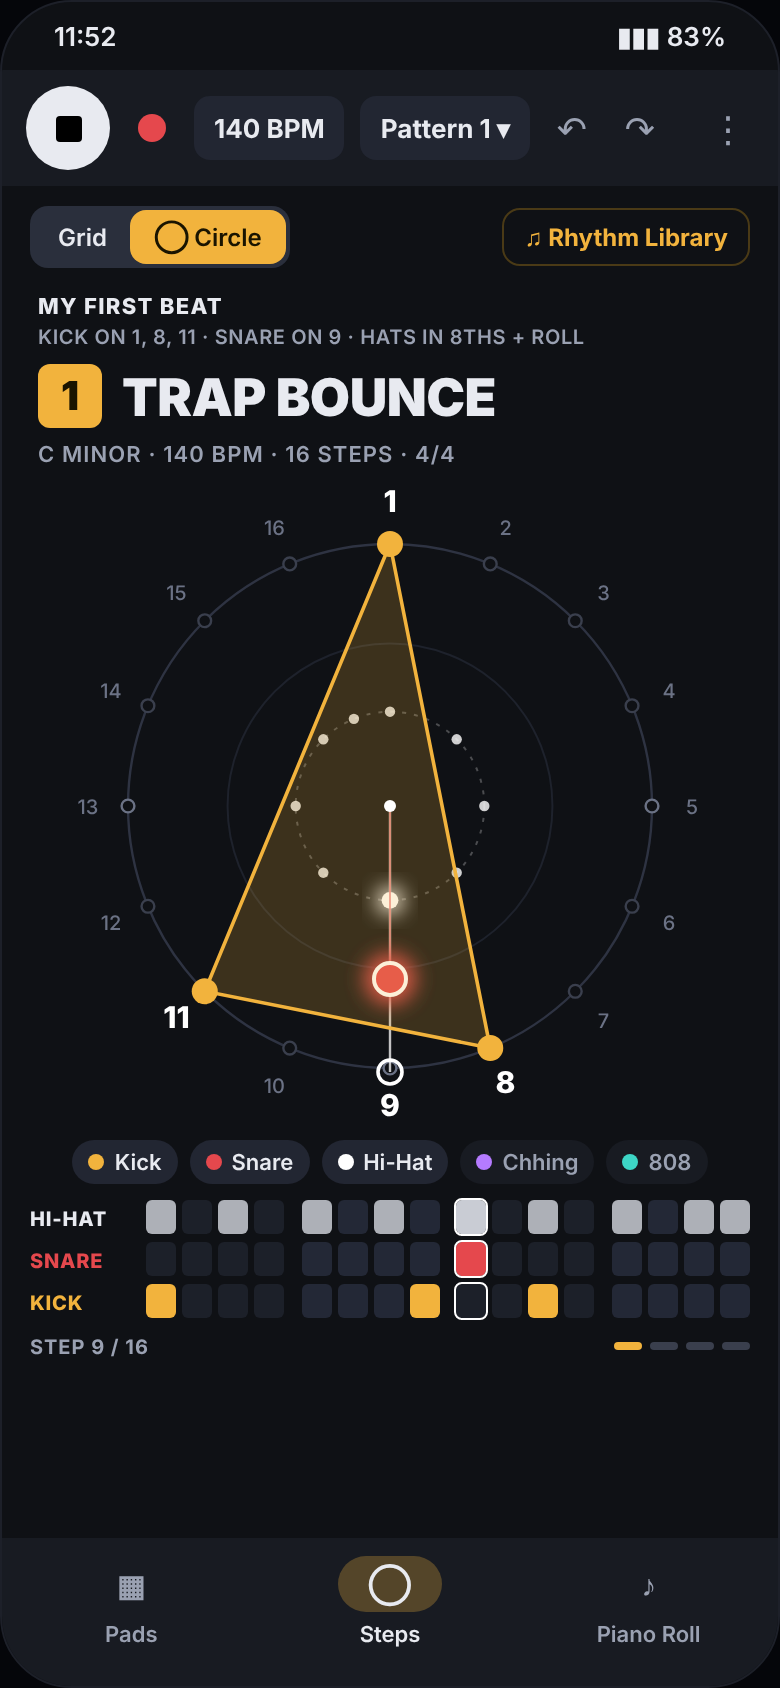 11:52
83%
140 BPM
Pattern 1 ▾
Grid
Circle
♫ Rhythm Library
MY FIRST BEAT
KICK ON 1, 8, 11 · SNARE ON 9 · HATS IN 8THS + ROLL
1 TRAP BOUNCE
C MINOR · 140 BPM · 16 STEPS · 4/4
1
2
3
4
5
6
7
8
9
10
11
12
13
14
15
16
Kick
Snare
Hi-Hat
Chhing
808
HI-HAT
SNARE
KICK
STEP 9 / 16
Pads
Steps
Piano Roll